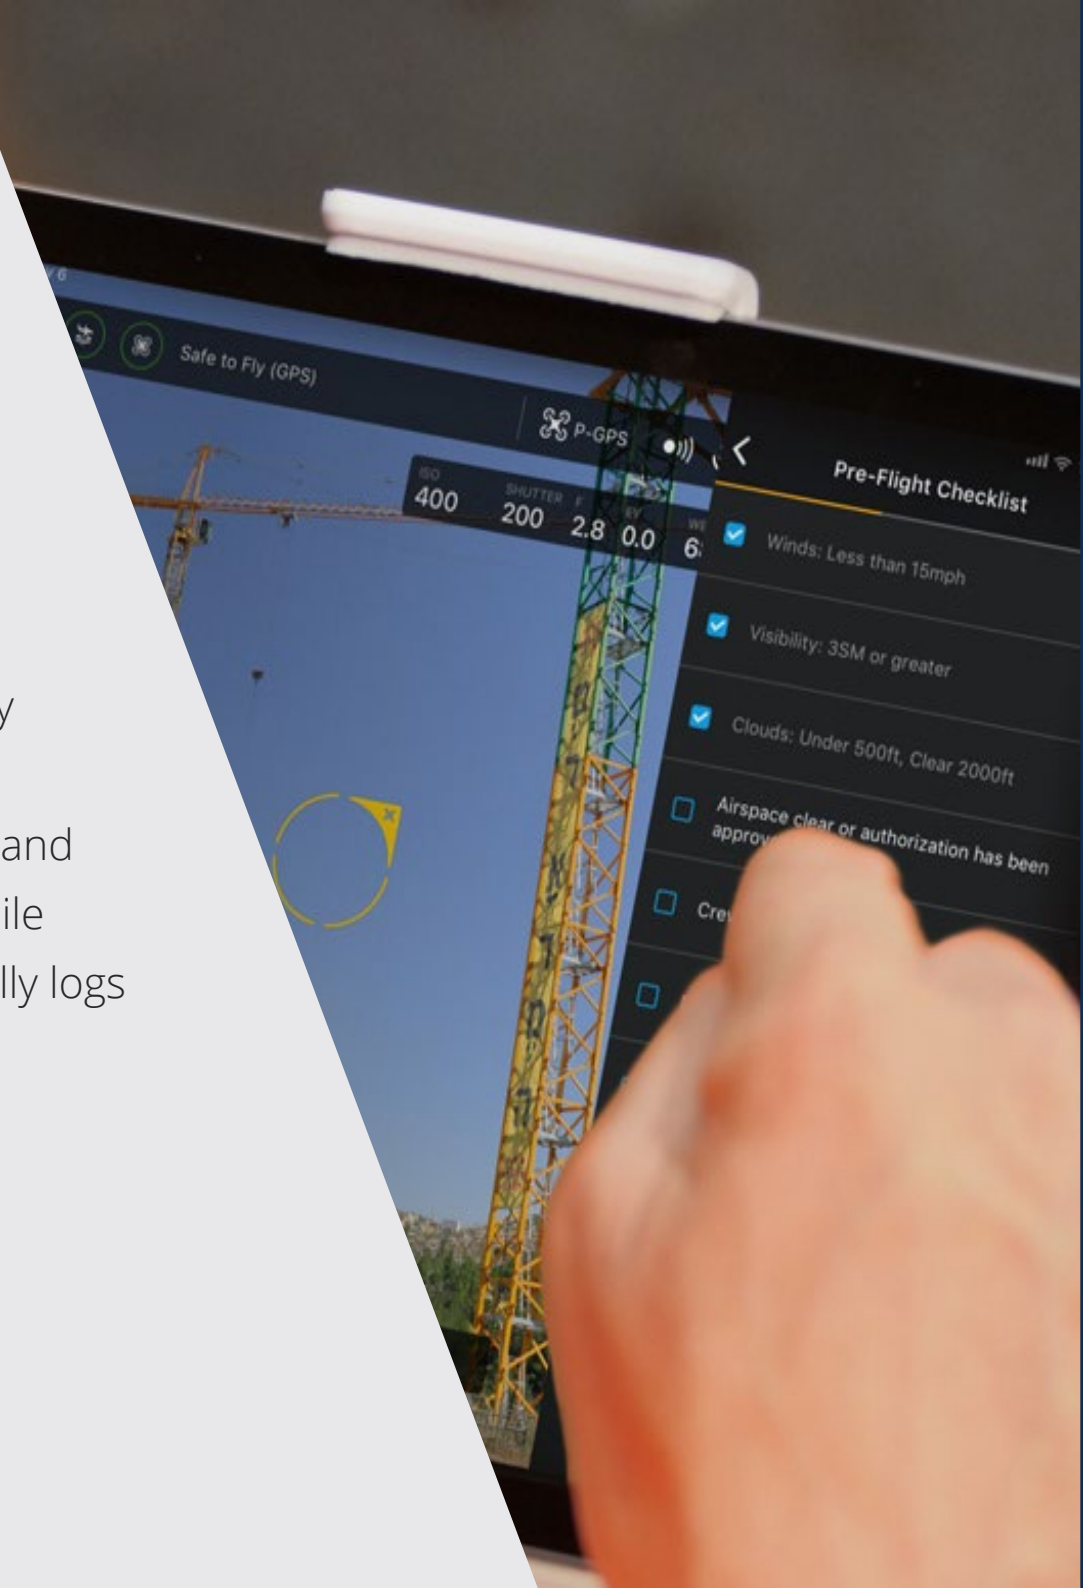 / 6
Safe to Fly (GPS)
P-GPS
ISO SHUTTER F EV
400 200 2.8 0.0
Pre-Flight Checklist
Winds: Less than 15mph
Visibility: 3SM or greater
Clouds: Under 500ft, Clear 2000ft
Airspace clear or authorization has been
y
and
ile
lly logs